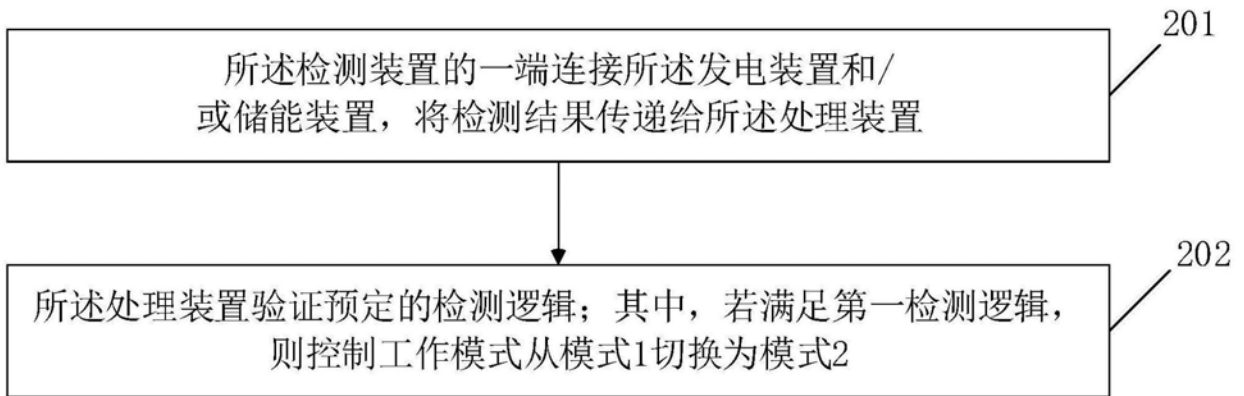 201
所述检测装置的一端连接所述发电装置和/
或储能装置，将检测结果传递给所述处理装置
202
所述处理装置验证预定的检测逻辑；其中，若满足第一检测逻辑，
则控制工作模式从模式1切换为模式2